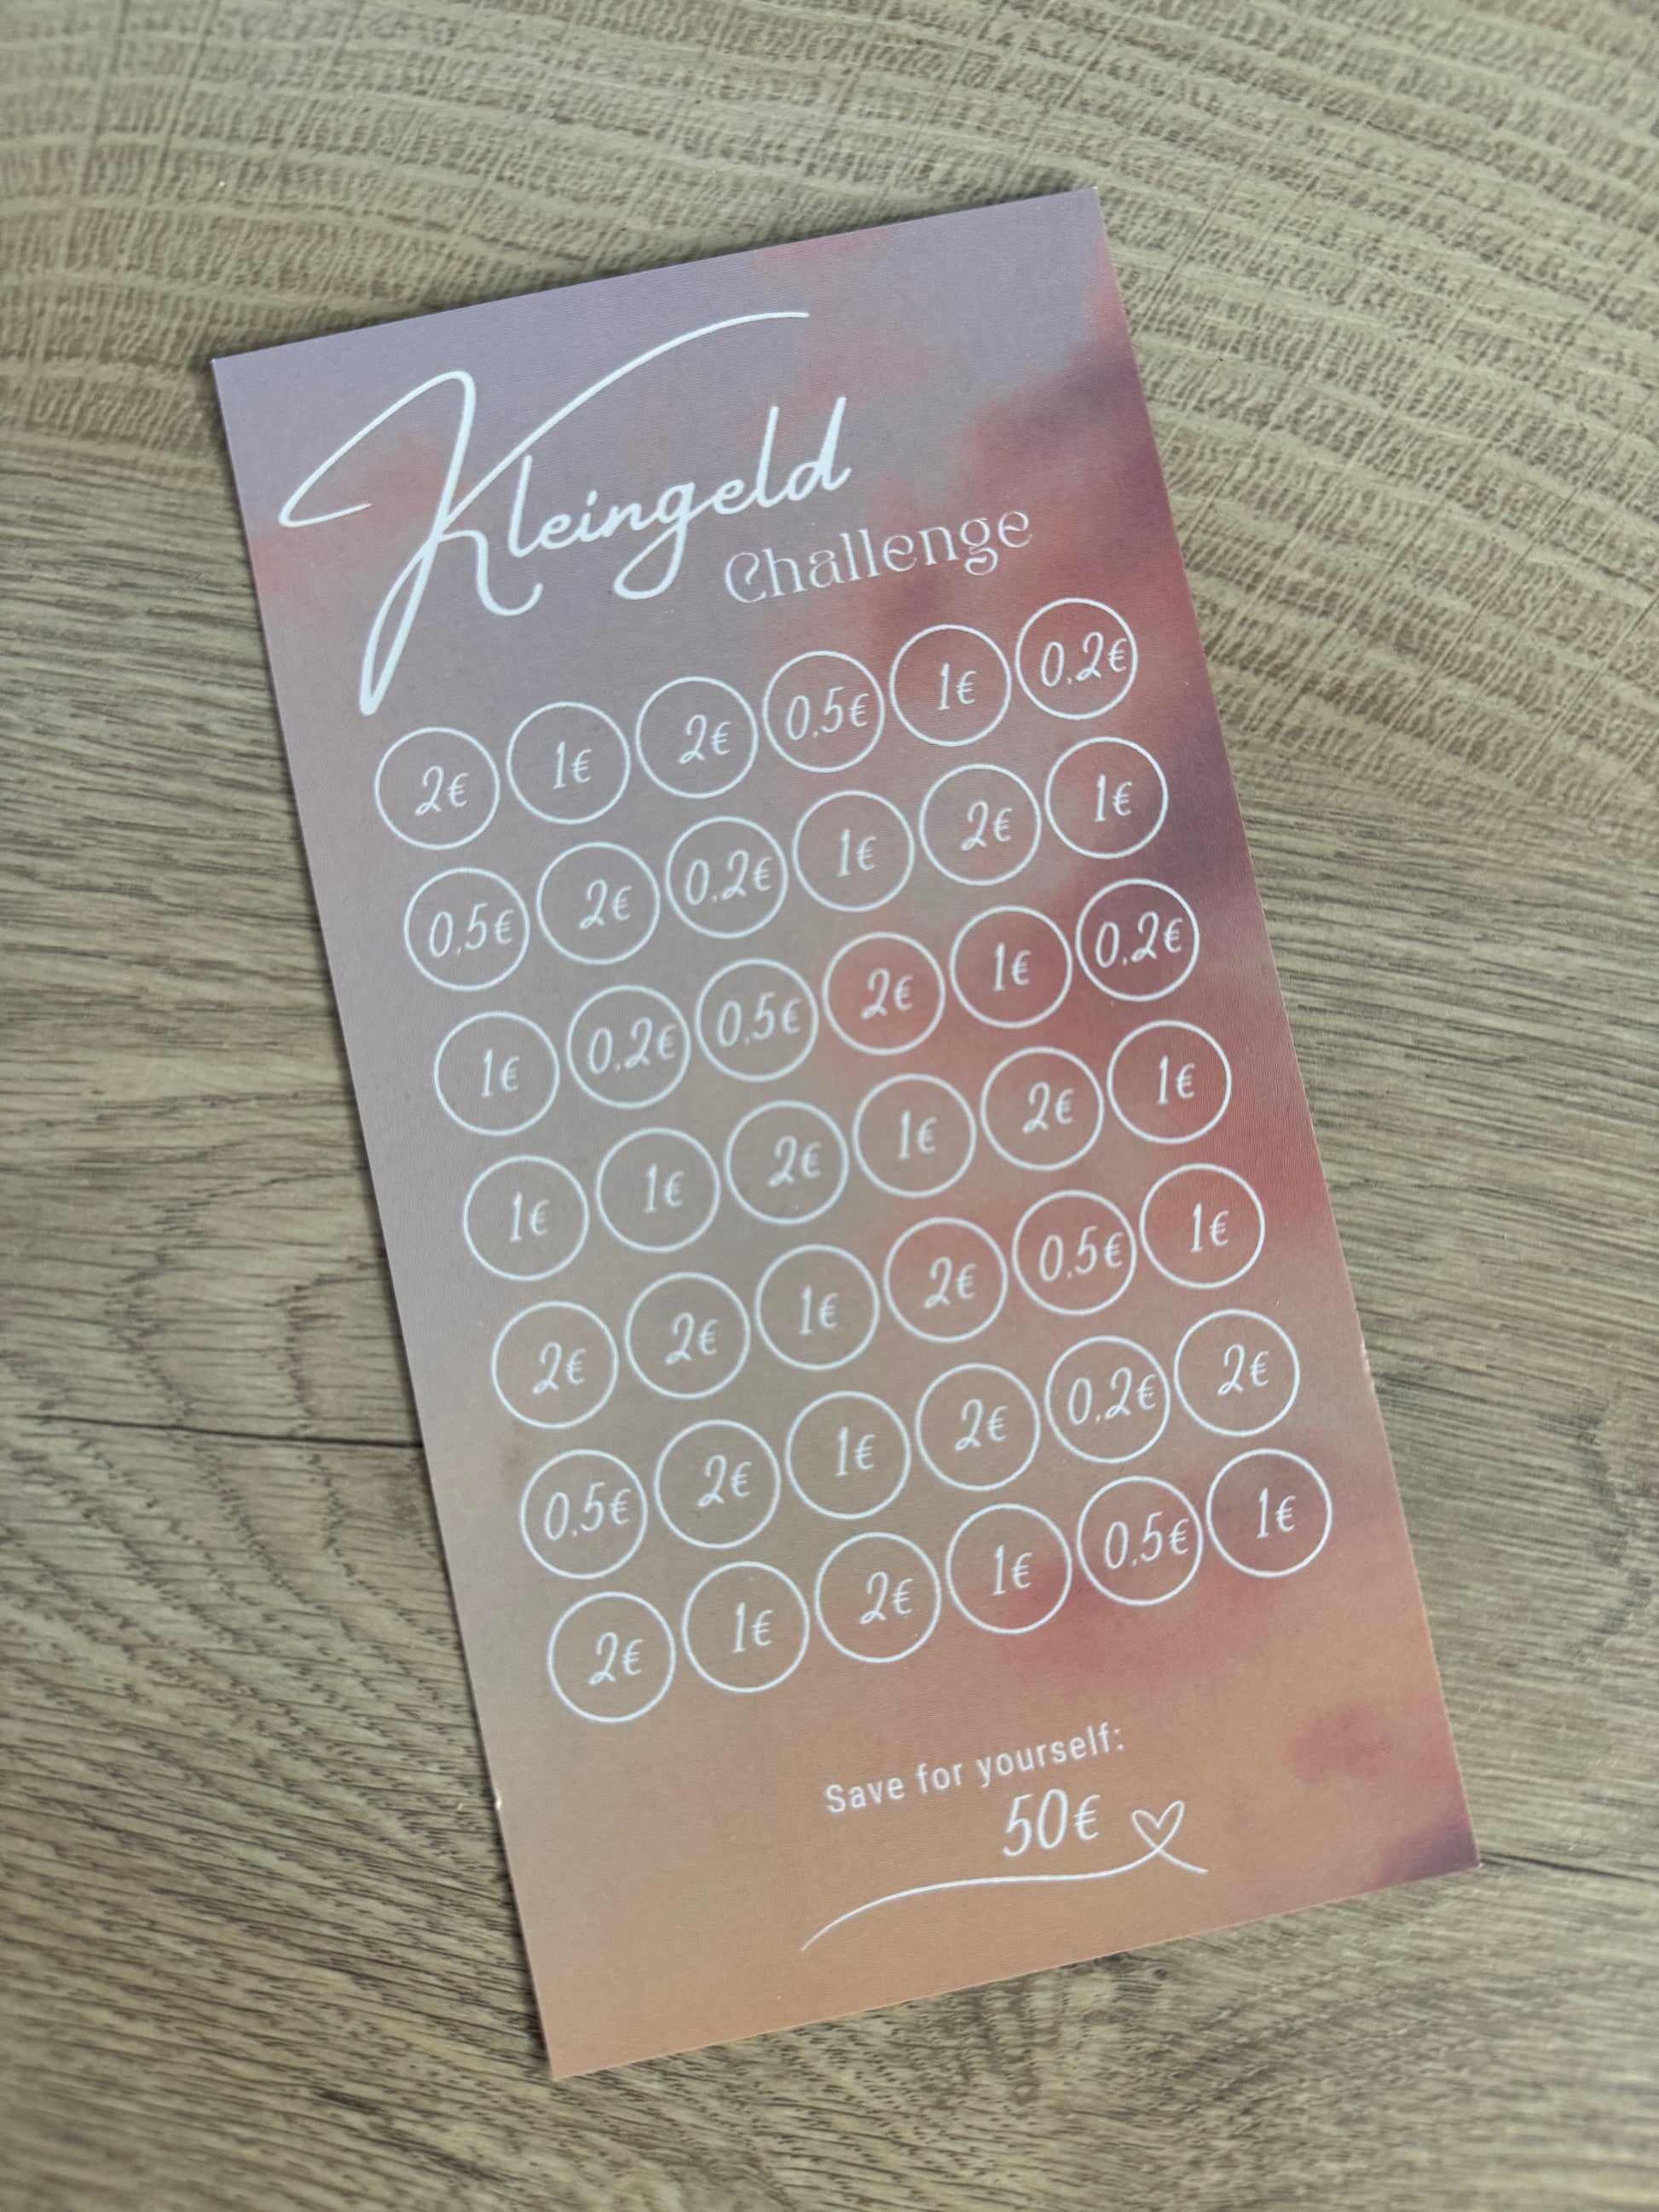 Kleingeld
Challenge
2€ 1€ 2€ 0.5€ 1€ 0.2€
0.5€ 2€ 0.2€ 1€ 2€ 1€
1€ 0.2€ 0.5€ 2€ 1€ 0.2€
1€ 1€ 2€ 1€ 2€ 1€
2€ 2€ 1€ 2€ 0.5€ 1€
0.5€ 2€ 1€ 2€ 0.2€ 2€
2€ 1€ 2€ 1€ 0.5€ 1€
Save for yourself:
50€